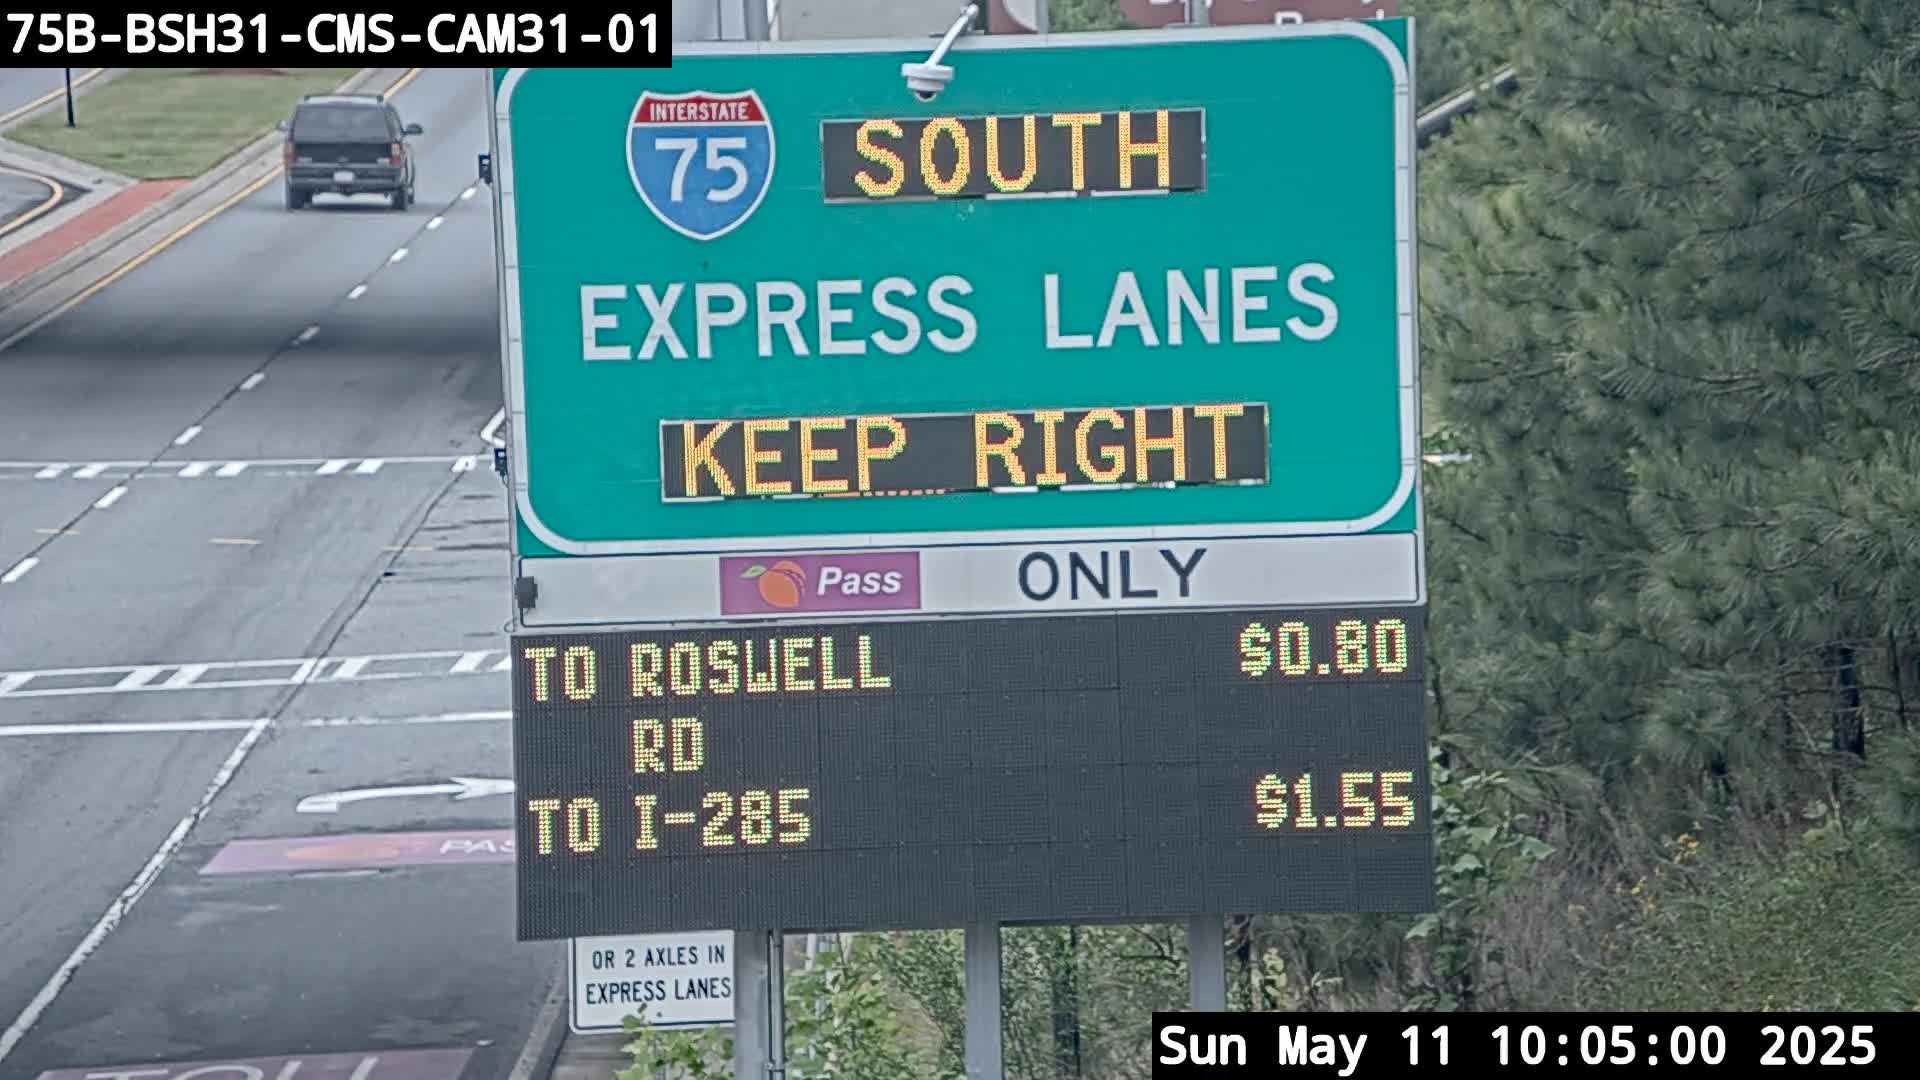 75B-BSH31-CMS-CAM31-01
INTERSTATE
75
SOUTH
EXPRESS LANES
KEEP RIGHT
Pass ONLY
TO ROSWELL $0.80
RD
TO I-285 $1.55
OR 2 AXLES IN
EXPRESS LANES
TOLL
Sun May 11 10:05:00 2025